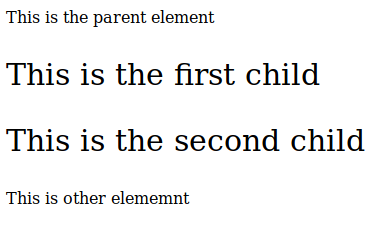 This is the parent element
This is the first child
This is the second child
This is other elememnt